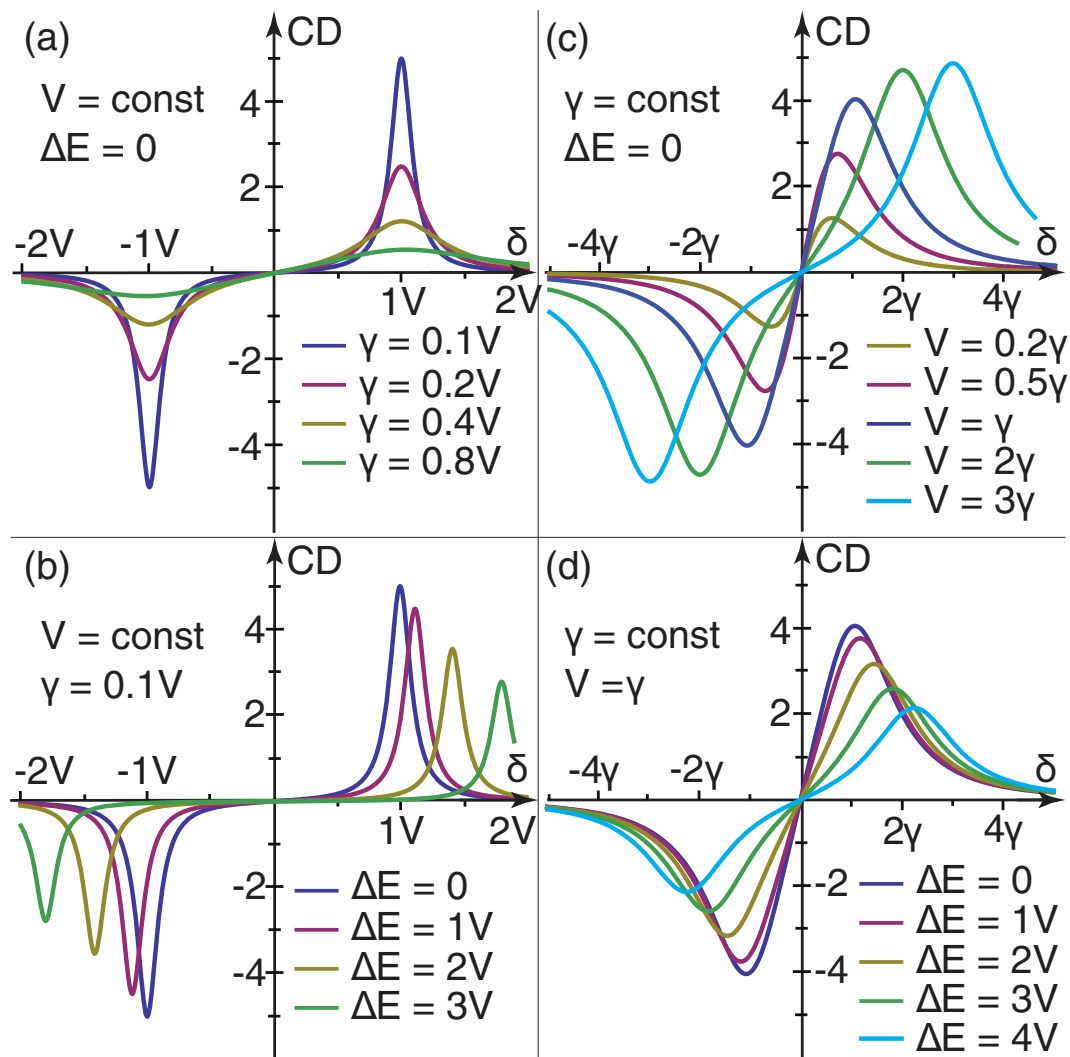 (a)
CD
V = const
ΔE = 0
4
2
-2V
-1V
δ
1V
2V
-2
-4
γ = 0.1V
γ = 0.2V
γ = 0.4V
γ = 0.8V
(c)
CD
γ = const
ΔE = 0
4
2
-4γ
-2γ
δ
2γ
4γ
-2
-4
V = 0.2γ
V = 0.5γ
V = γ
V = 2γ
V = 3γ
(b)
CD
V = const
γ = 0.1V
4
2
-2V
-1V
δ
1V
2V
-2
-4
ΔE = 0
ΔE = 1V
ΔE = 2V
ΔE = 3V
(d)
CD
γ = const
V =γ
4
2
-4γ
-2γ
δ
2γ
4γ
-2
-4
ΔE = 0
ΔE = 1V
ΔE = 2V
ΔE = 3V
ΔE = 4V